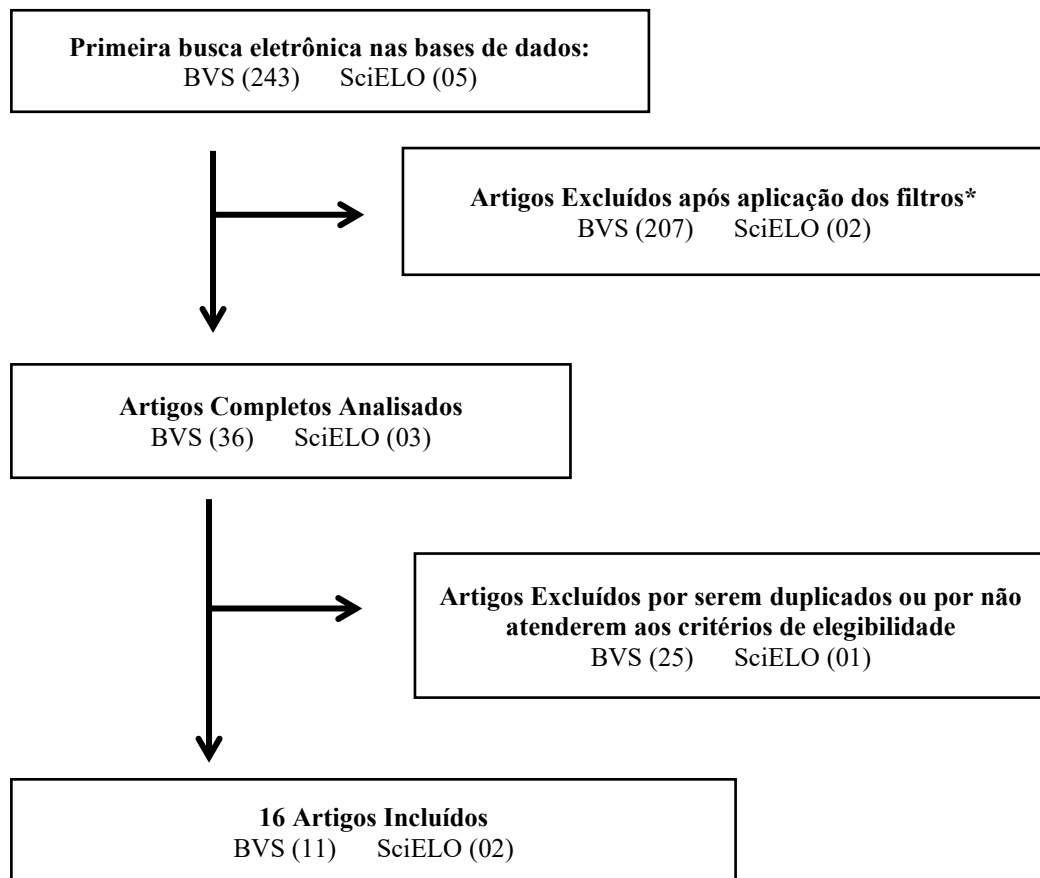 Primeira busca eletrônica nas bases de dados:
BVS (243) SciELO (05)
Artigos Excluídos após aplicação dos filtros*
BVS (207) SciELO (02)
Artigos Completos Analisados
BVS (36) SciELO (03)
Artigos Excluídos por serem duplicados ou por não
atenderem aos critérios de elegibilidade
BVS (25) SciELO (01)
16 Artigos Incluídos
BVS (11) SciELO (02)